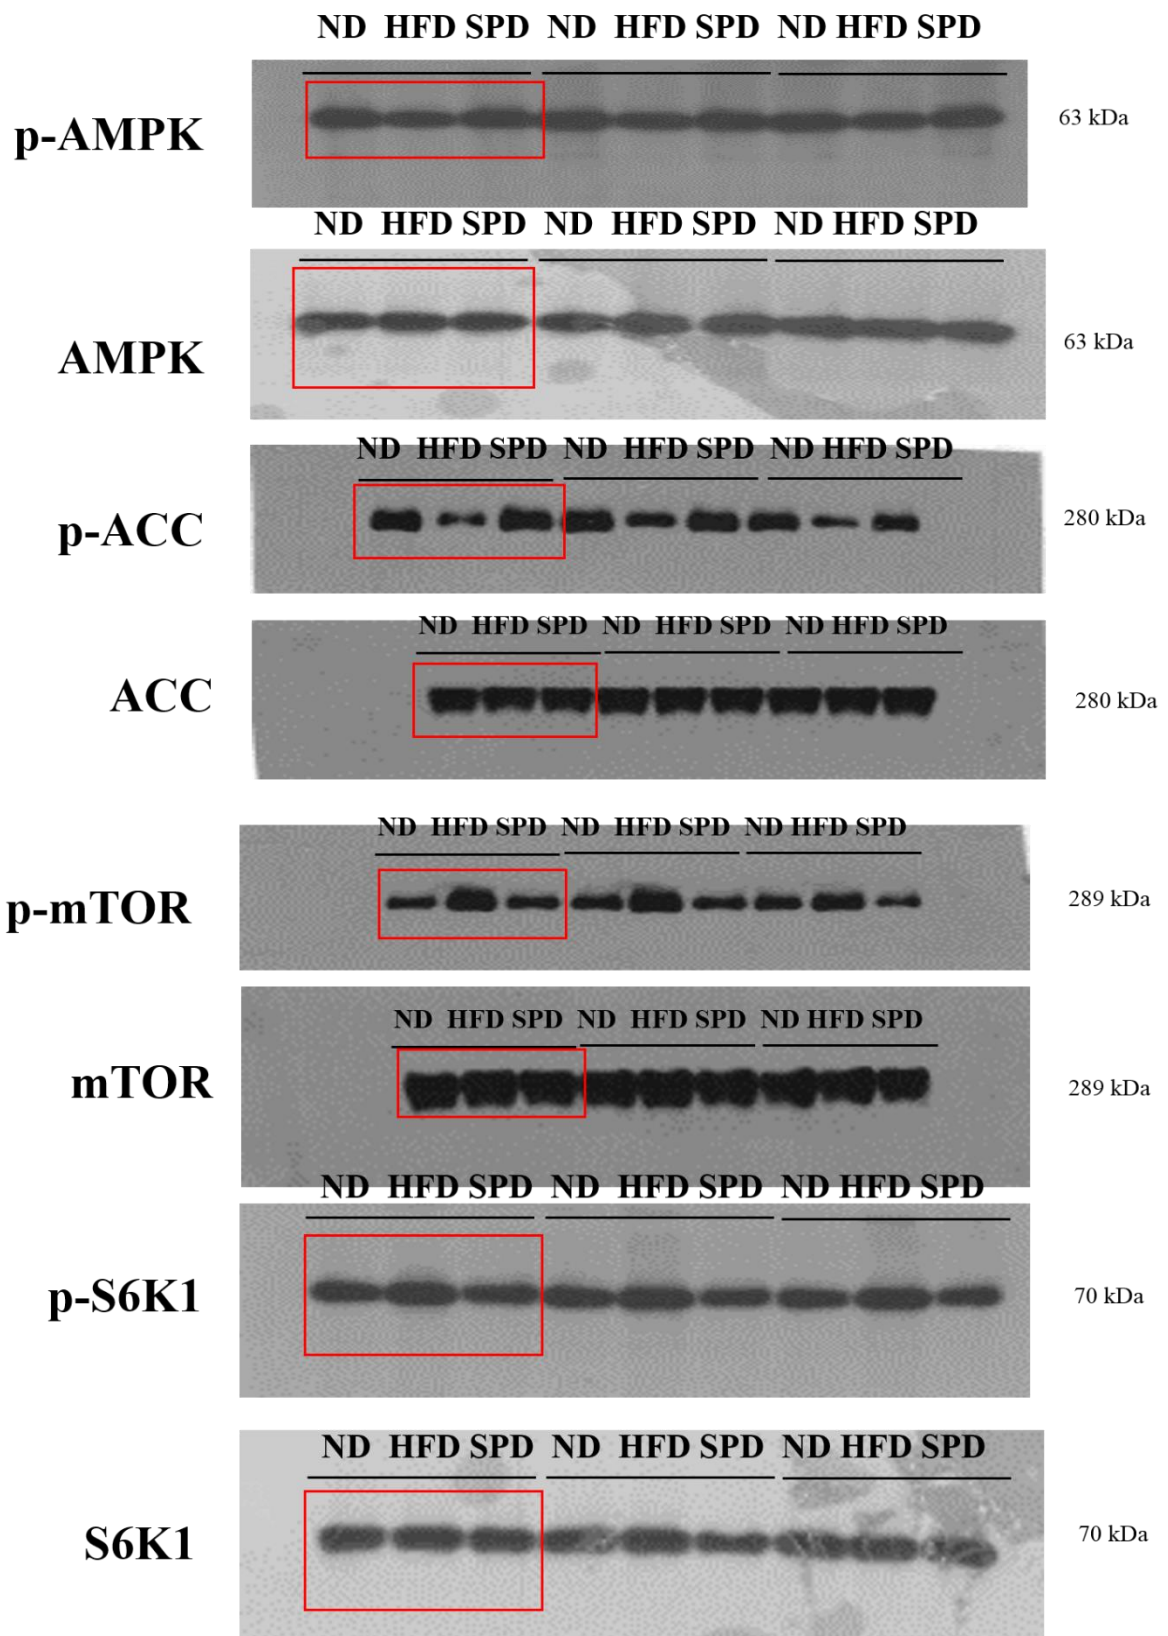 ND HFD SPD ND HFD SPD ND HFD SPD
p-AMPK 63 kDa
ND HFD SPD ND HFD SPD ND HFD SPD
AMPK 63 kDa
ND HFD SPD ND HFD SPD ND HFD SPD
p-ACC 280 kDa
ND HFD SPD ND HFD SPD ND HFD SPD
ACC 280 kDa
ND HFD SPD ND HFD SPD ND HFD SPD
p-mTOR 289 kDa
ND HFD SPD ND HFD SPD ND HFD SPD
mTOR 289 kDa
ND HFD SPD ND HFD SPD ND HFD SPD
p-S6K1 70 kDa
ND HFD SPD ND HFD SPD ND HFD SPD
S6K1 70 kDa